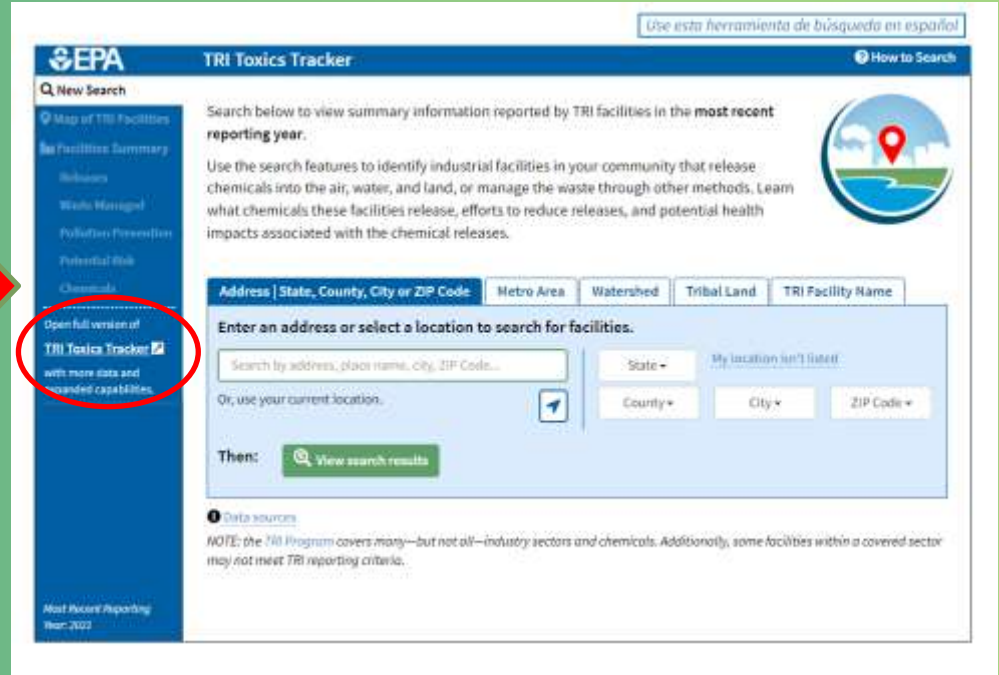 Use esta herramienta de búsqueda en español
EPA
TRI Toxics Tracker
How to Search
New Search
Map of TRI Facilities
Facilities Summary
Releases
Waste Managed
Pollution Prevention
Potential Risk
Chemicals
Open full version of
TRI Toxics Tracker
with more data and
expanded capabilities.
Most Recent Reporting
Year: 2022
Search below to view summary information reported by TRI facilities in the most recent
reporting year.
Use the search features to identify industrial facilities in your community that release
chemicals into the air, water, and land, or manage the waste through other methods. Learn
what chemicals these facilities release, efforts to reduce releases, and potential health
impacts associated with the chemical releases.
Address | State, County, City or ZIP Code
Metro Area
Watershed
Tribal Land
TRI Facility Name
Enter an address or select a location to search for facilities.
Search by address, place name, city, ZIP Code...
State
My location isn't listed
Or, use your current location.
County
City
ZIP Code
Then:
View search results
Data sources
NOTE: the TRI Program covers many—but not all—industry sectors and chemicals. Additionally, some facilities within a covered sector
may not meet TRI reporting criteria.